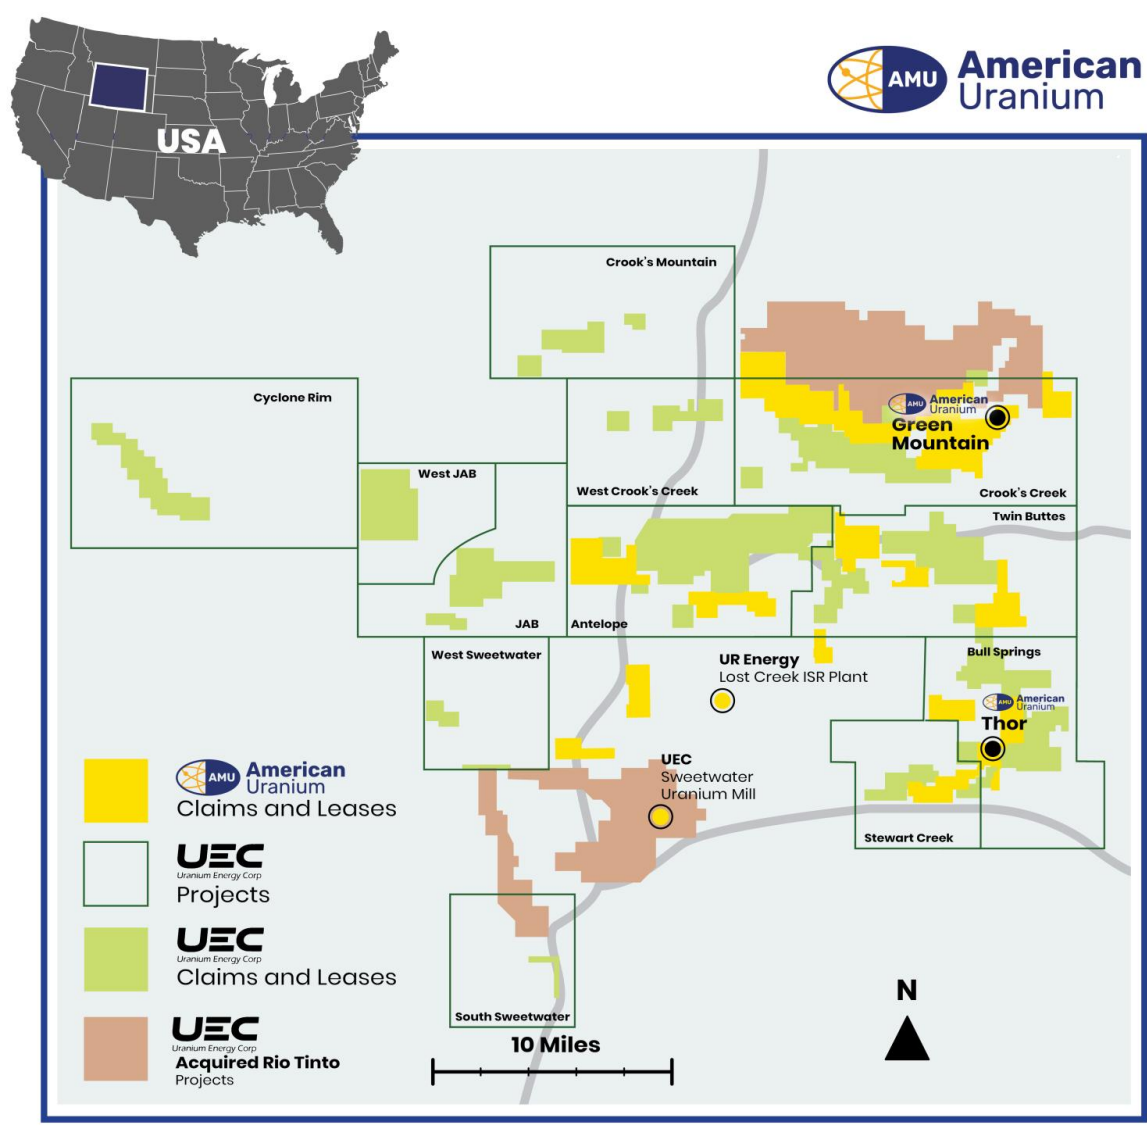 USA
AMU
American
Uranium
Crook's Mountain
Cyclone Rim
AMU
American
Uranium
Green
Mountain
West JAB
West Crook's Creek
Crook's Creek
Twin Buttes
JAB
Antelope
West Sweetwater
UR Energy
Lost Creek ISR Plant
Bull Springs
AMU
American
Uranium
Thor
UEC
Sweetwater
Uranium Mill
Stewart Creek
South Sweetwater
AMU
American
Uranium
Claims and Leases
UEC
Uranium Energy Corp
Projects
UEC
Uranium Energy Corp
Claims and Leases
UEC
Uranium Energy Corp
Acquired Rio Tinto
Projects
10 Miles
N